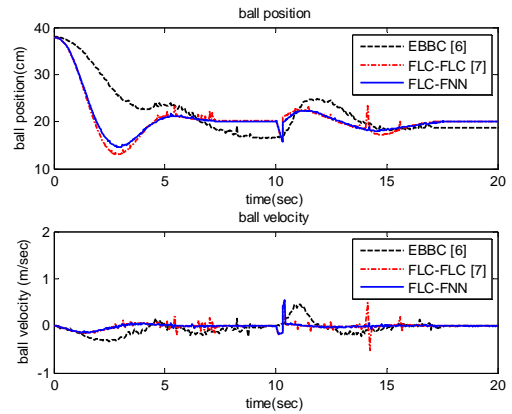 ball position
ball position(cm)
40
30
20
10
0
5
10
15
20
time(sec)
EBBC [6]
FLC-FLC [7]
FLC-FNN
ball velocity
ball velocity (m/sec)
2
1
0
-1
0
5
10
15
20
time(sec)
EBBC [6]
FLC-FLC [7]
FLC-FNN